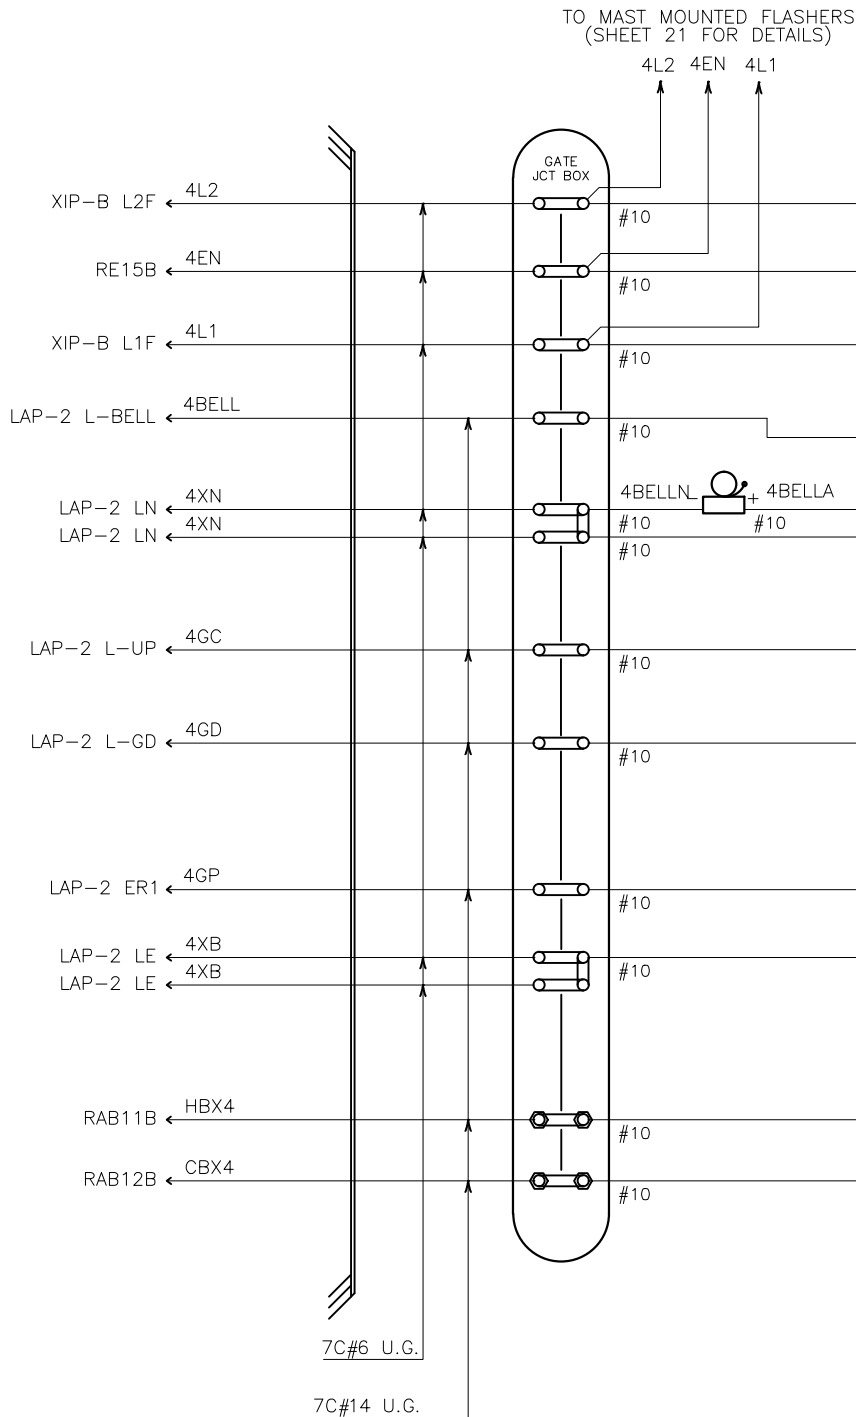 TO MAST MOUNTED FLASHERS
(SHEET 21 FOR DETAILS)
4L2 4EN 4L1
GATE
JCT BOX
XIP-B L2F 4L2 #10
RE15B 4EN #10
XIP-B L1F 4L1 #10
LAP-2 L-BELL 4BELL #10
LAP-2 LN 4XN #10 4BELLN - + 4BELLA #10
LAP-2 LN 4XN #10
LAP-2 L-UP 4GC #10
LAP-2 L-GD 4GD #10
LAP-2 ER1 4GP #10
LAP-2 LE 4XB #10
LAP-2 LE 4XB
RAB11B HBX4 #10
RAB12B CBX4 #10
7C#6 U.G.
7C#14 U.G.